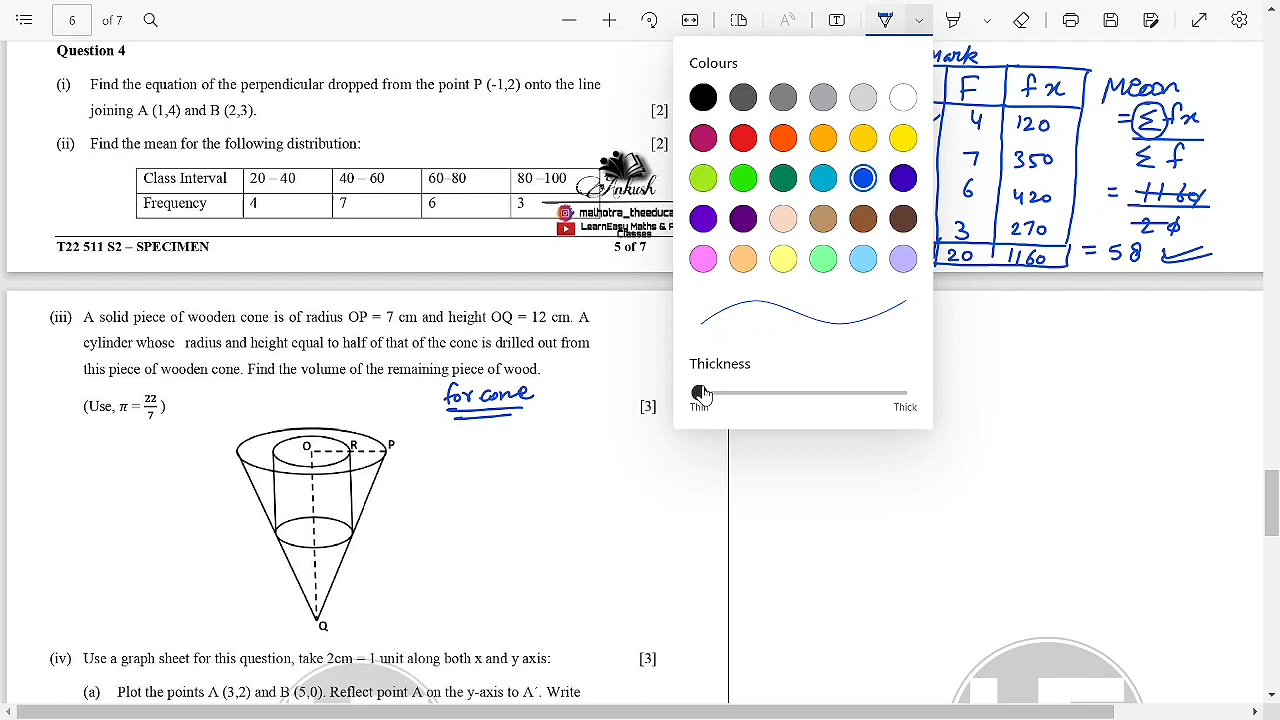 6 of 7
Question 4
(i) Find the equation of the perpendicular dropped from the point P (-1,2) onto the line
joining A (1,4) and B (2,3). [2]
(ii) Find the mean for the following distribution: [2]
Class Interval 20 – 40 40 – 60 60–80 80 –100
Frequency 4 7 6 3
Ankush
malhotra_theeduca
LearnEasy Maths & P
Classes
T22 511 S2 – SPECIMEN 5 of 7
(iii) A solid piece of wooden cone is of radius OP = 7 cm and height OQ = 12 cm. A
cylinder whose radius and height equal to half of that of the cone is drilled out from
this piece of wooden cone. Find the volume of the remaining piece of wood.
for cone
(Use, π = 22/7 ) [3]
O R P
Q
(iv) Use a graph sheet for this question, take 2cm = 1 unit along both x and y axis: [3]
(a) Plot the points A (3,2) and B (5,0). Reflect point A on the y-axis to A´. Write
Colours
Thickness
Thin Thick
mark
F fx
4 120
7 350
6 420
3 270
20 1160
Mean
= Σfx
Σ f
= 1160
20
= 58